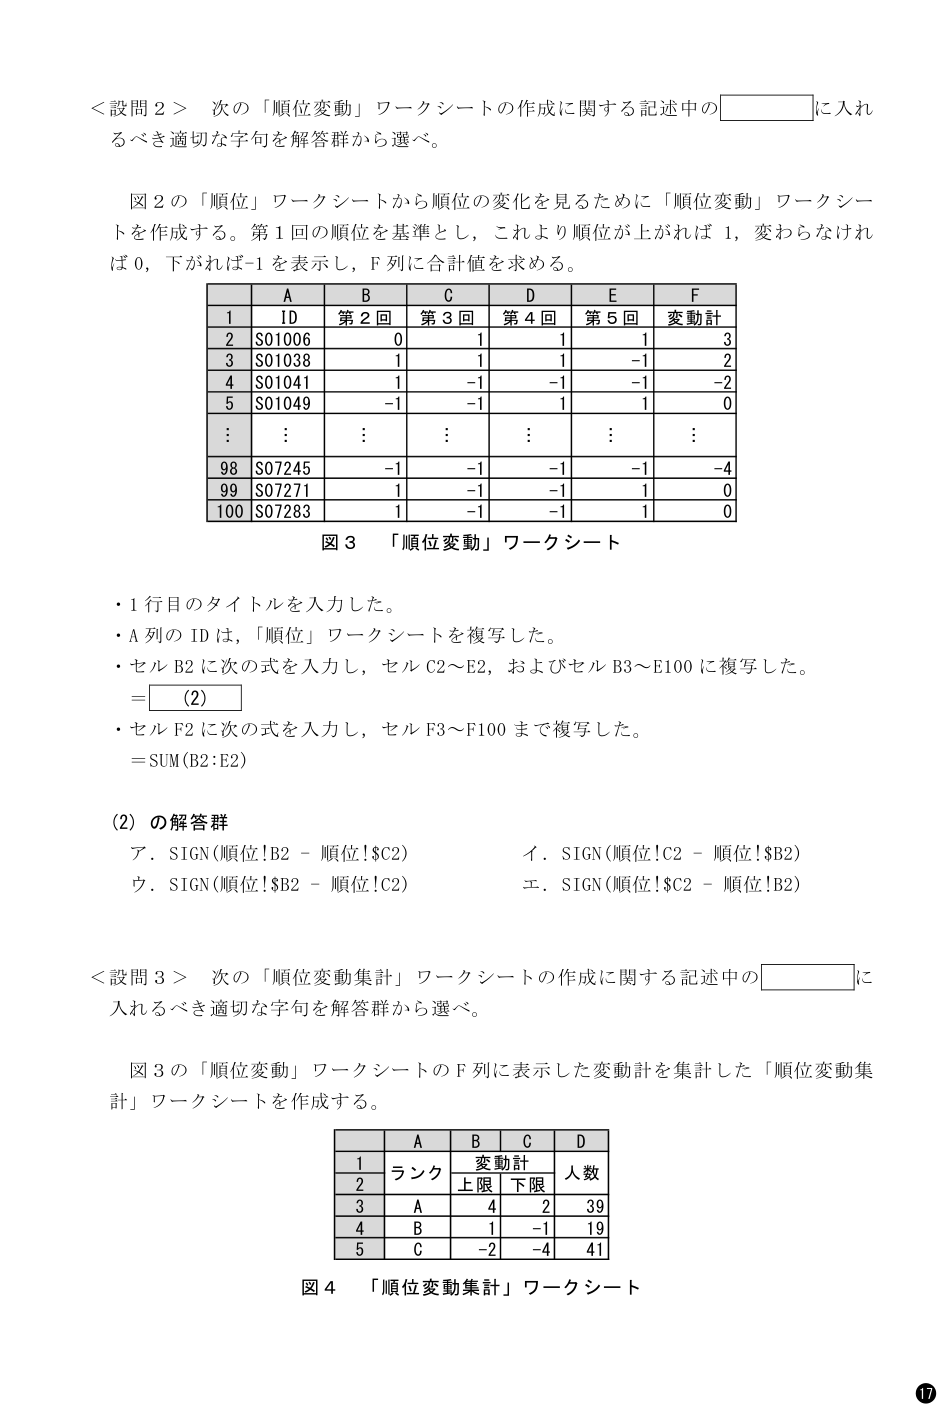 ＜設問２＞　次の「順位変動」ワークシートの作成に関する記述中の　　　に入れ
るべき適切な字句を解答群から選べ。
図２の「順位」ワークシートから順位の変化を見るために「順位変動」ワークシー
トを作成する。第１回の順位を基準とし，これより順位が上がれば 1，変わらなけれ
ば 0，下がれば-1 を表示し，F 列に合計値を求める。
A B C D E F
1 ID 第２回 第３回 第４回 第５回 変動計
2 S01006 0 1 1 1 3
3 S01038 1 1 1 -1 2
4 S01041 1 -1 -1 -1 -2
5 S01049 -1 -1 1 1 0
⋮ ⋮ ⋮ ⋮ ⋮ ⋮ ⋮
98 S07245 -1 -1 -1 -1 -4
99 S07271 1 -1 -1 1 0
100 S07283 1 -1 -1 1 0
図３　「順位変動」ワークシート
・1 行目のタイトルを入力した。
・A 列の ID は，「順位」ワークシートを複写した。
・セル B2 に次の式を入力し，セル C2～E2，およびセル B3～E100 に複写した。
＝ (2)
・セル F2 に次の式を入力し，セル F3～F100 まで複写した。
＝SUM(B2:E2)
(2) の解答群
ア．SIGN(順位!B2 - 順位!$C2)　イ．SIGN(順位!C2 - 順位!$B2)
ウ．SIGN(順位!$B2 - 順位!C2)　エ．SIGN(順位!$C2 - 順位!B2)
＜設問３＞　次の「順位変動集計」ワークシートの作成に関する記述中の　　　に
入れるべき適切な字句を解答群から選べ。
図３の「順位変動」ワークシートの F 列に表示した変動計を集計した「順位変動集
計」ワークシートを作成する。
A B C D
1 ランク 変動計 人数
2 上限 下限
3 A 4 2 39
4 B 1 -1 19
5 C -2 -4 41
図４　「順位変動集計」ワークシート
17